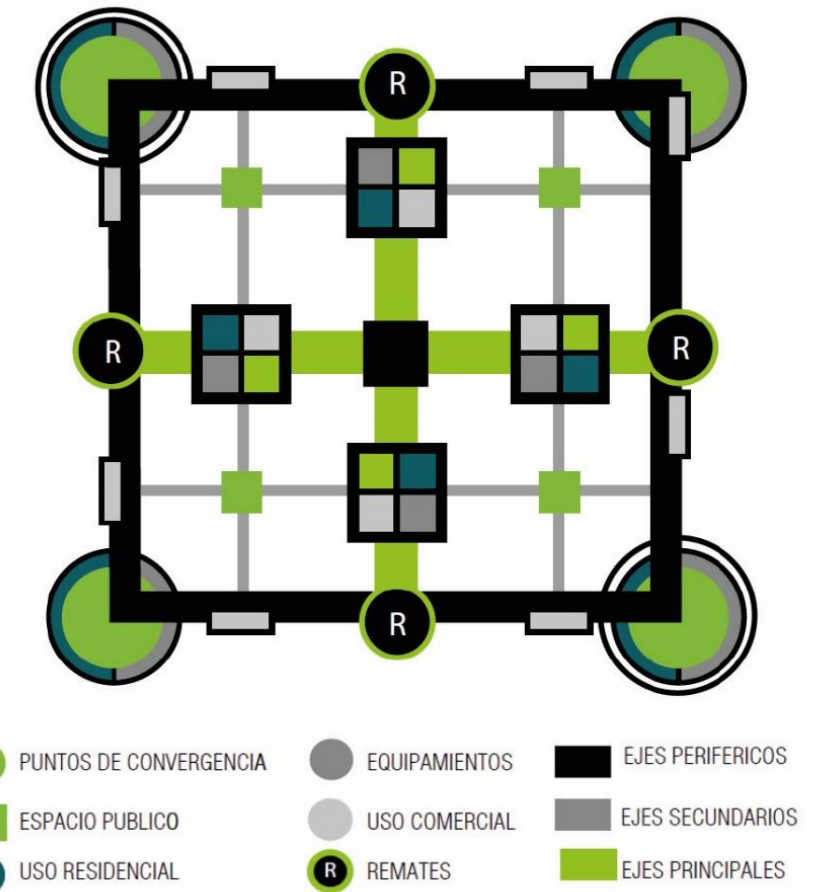 R
R
R
R
PUNTOS DE CONVERGENCIA
ESPACIO PUBLICO
USO RESIDENCIAL
EQUIPAMIENTOS
USO COMERCIAL
R REMATES
EJES PERIFERICOS
EJES SECUNDARIOS
EJES PRINCIPALES